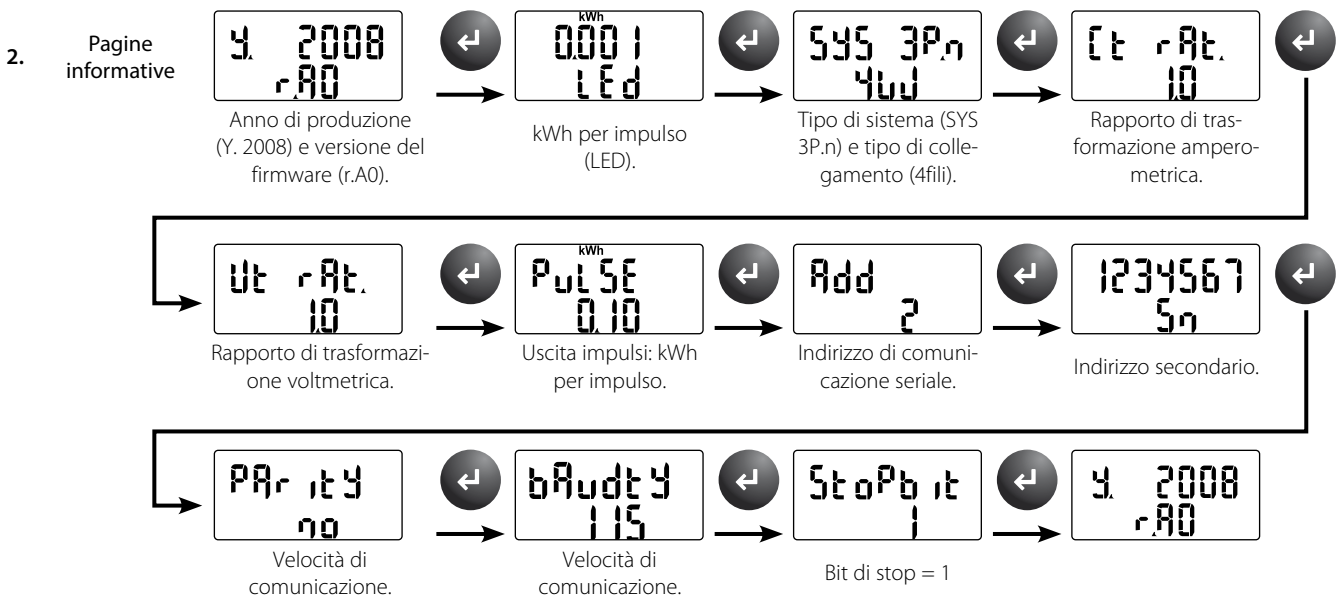 2.
Pagine
informative
Y. 2008
r.A0
Anno di produzione
(Y. 2008) e versione del
firmware (r.A0).
kWh
0.001
LEd
kWh per impulso
(LED).
SYS 3P.n
4w
Tipo di sistema (SYS
3P.n) e tipo di colle-
gamento (4fili).
Ct rAt.
1.0
Rapporto di tras-
formazione ampero-
metrica.
Ut rAt.
1.0
Rapporto di trasformazi-
one voltmetrica.
kWh
PuLSE
0.10
Uscita impulsi: kWh
per impulso.
Add
2
Indirizzo di comuni-
cazione seriale.
1234567
Sn
Indirizzo secondario.
PAritY
no
Velocità di
comunicazione.
bAudtY
115
Velocità di
comunicazione.
StoPbit
1
Bit di stop = 1
Y. 2008
r.A0